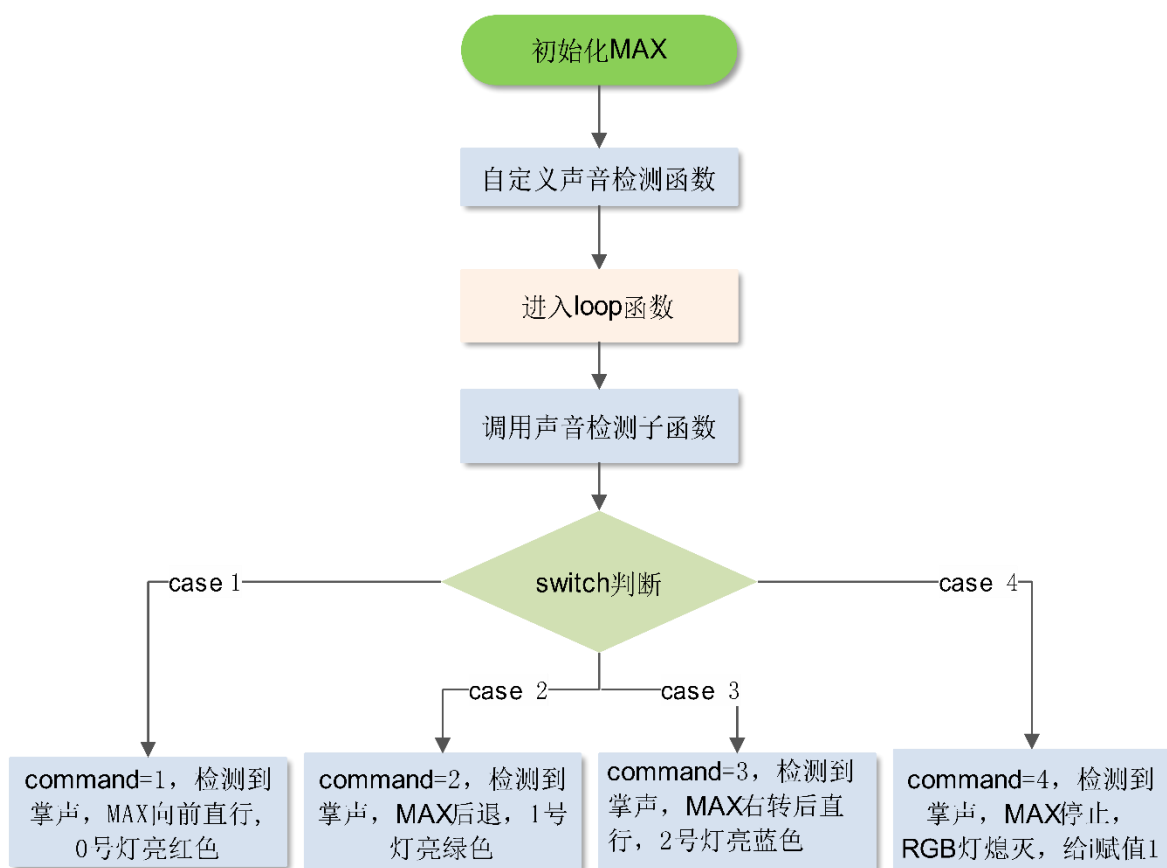 初始化MAX
自定义声音检测函数
进入loop函数
调用声音检测子函数
switch判断
case 1
case 4
case 2
case 3
command=1，检测到
掌声，MAX向前直行，
0号灯亮红色
command=2，检测到
掌声，MAX后退，1号
灯亮绿色
command=3，检测到
掌声，MAX右转后直
行，2号灯亮蓝色
command=4，检测到
掌声，MAX停止，
RGB灯熄灭，给i赋值1